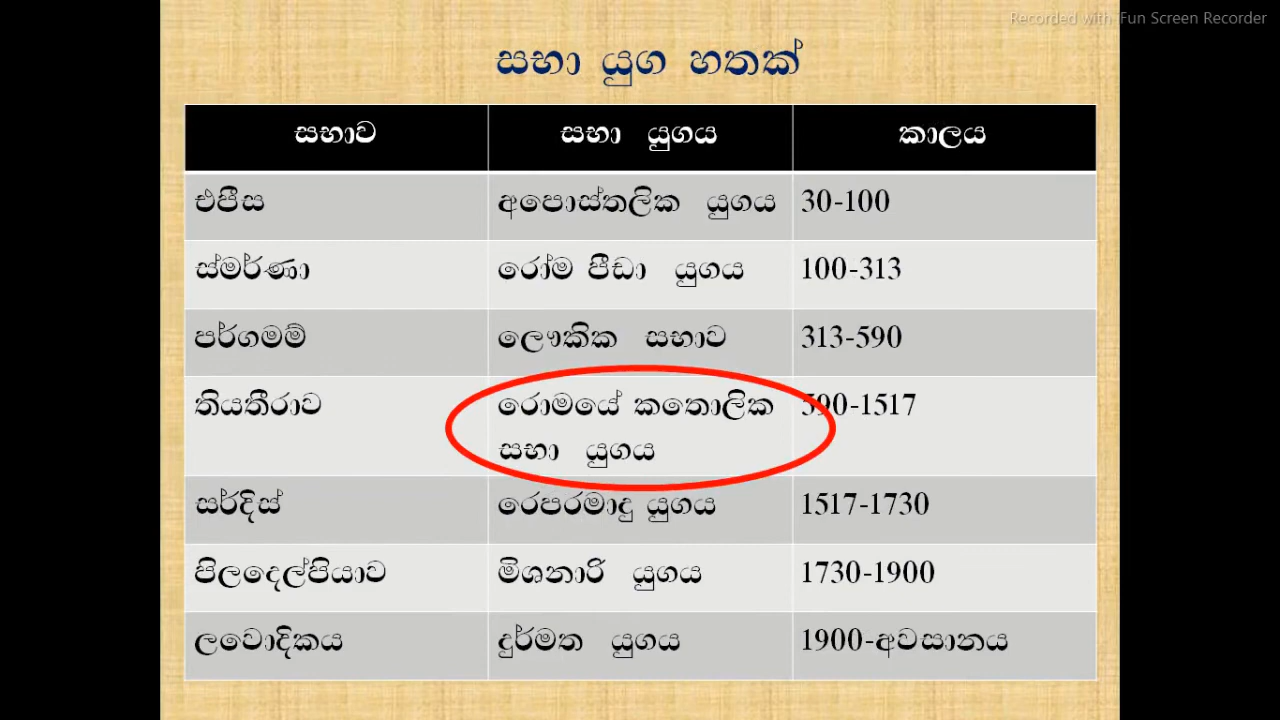 Recorded with Fun Screen Recorder
සභා යුග හතක්
සභාව සභා යුගය කාලය
එපීස අපොස්තලික යුගය 30-100
ස්මර්ණා රෝම පීඩා යුගය 100-313
පර්ගමම් ලෞකික සභාව 313-590
තියතීරාව රොමයේ කතොලික 590-1517
සභා යුගය
සර්දිස් රෙපරමාදු යුගය 1517-1730
පිලදෙල්පියාව මිශනාරි යුගය 1730-1900
ලවොදිකය දුර්මත යුගය 1900-අවසානය